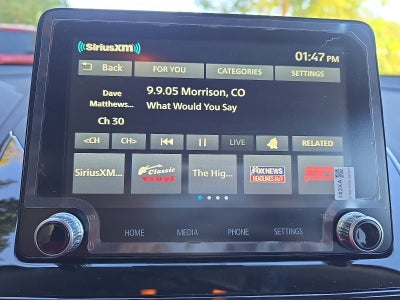 SiriusXM
01:47 PM
Back
FOR YOU
CATEGORIES
SETTINGS
Dave
Matthews...
9.9.05 Morrison, CO
What Would You Say
Ch 30
<CH
CH>
LIVE
RELATED
SiriusXM...
Classic
Vinyl
The Hig...
FOX NEWS
HEADLINES 24/7
VOL
HOME
MEDIA
PHONE
SETTINGS